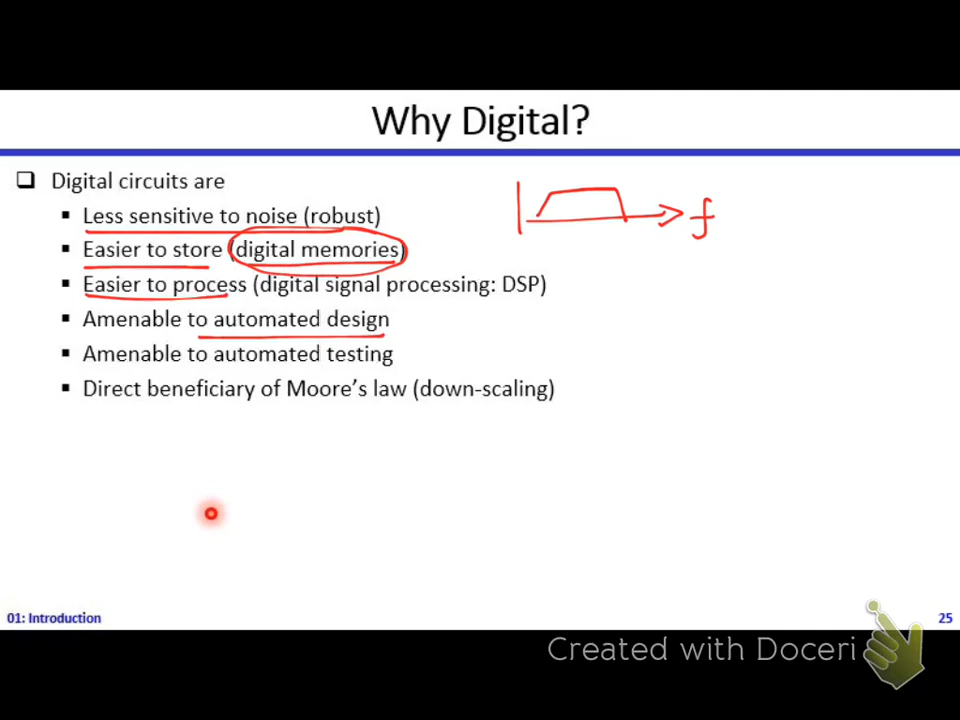 Why Digital?
Digital circuits are
Less sensitive to noise (robust)
Easier to store (digital memories)
Easier to process (digital signal processing: DSP)
Amenable to automated design
Amenable to automated testing
Direct beneficiary of Moore's law (down-scaling)
f
01: Introduction
25
Created with Doceri